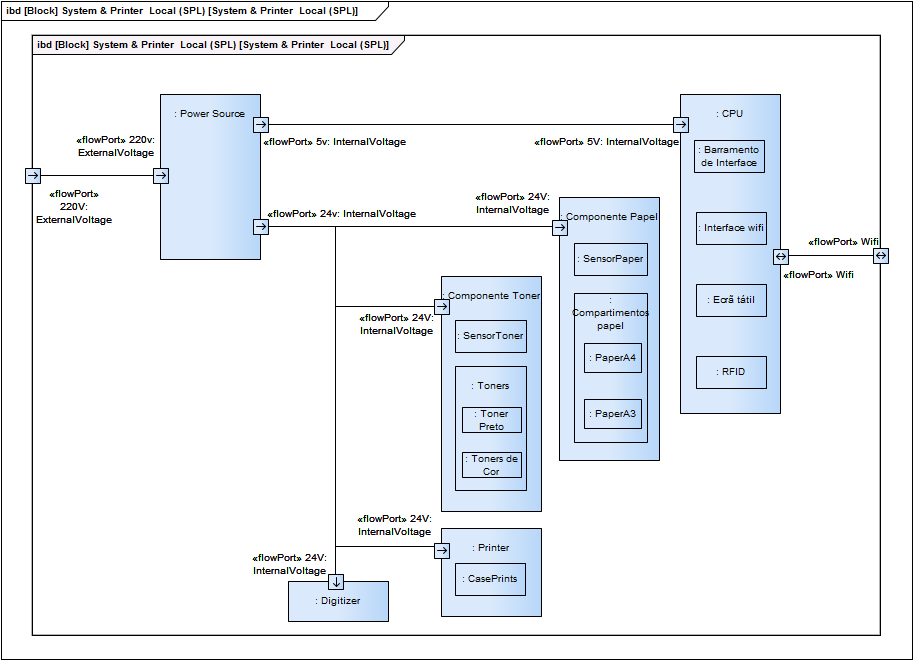 ibd [Block] System & Printer Local (SPL) [System & Printer Local (SPL)]
ibd [Block] System & Printer Local (SPL) [System & Printer Local (SPL)]
: Power Source
«flowPort» 220v:
ExternalVoltage
«flowPort»
220V:
ExternalVoltage
«flowPort» 5v: InternalVoltage
«flowPort» 5V: InternalVoltage
«flowPort» 24v: InternalVoltage
«flowPort» 24V:
InternalVoltage
: CPU
: Barramento
de Interface
: Interface wifi
: Ecrã tátil
: RFID
«flowPort» Wifi
«flowPort» Wifi
: Componente Papel
: SensorPaper
:
Compartimentos
papel
: PaperA4
: PaperA3
: Componente Toner
«flowPort» 24V:
InternalVoltage
: SensorToner
: Toners
: Toner
Preto
: Toners de
Cor
«flowPort» 24V:
InternalVoltage
: Printer
: CasePrints
«flowPort» 24V:
InternalVoltage
: Digitizer